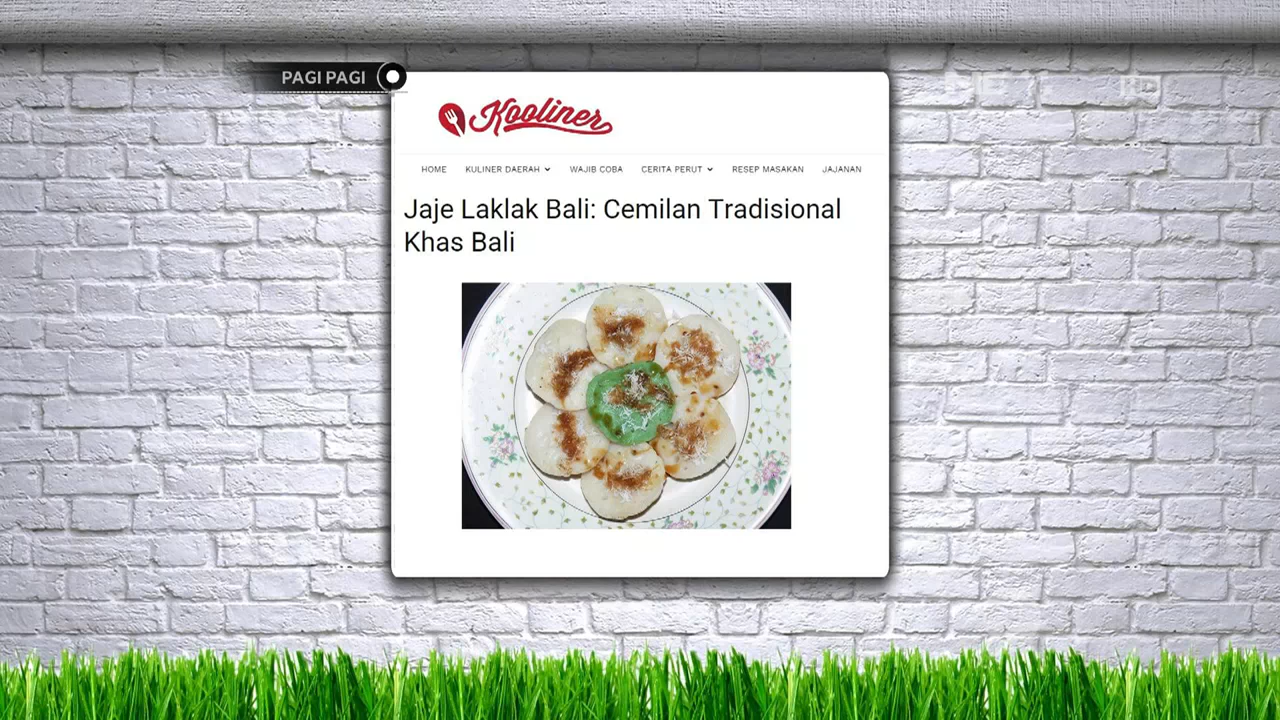 PAGI PAGI
Kooliner
HOME KULINER DAERAH WAJIB COBA CERITA PERUT RESEP MASAKAN JAJANAN
Jaje Laklak Bali: Cemilan Tradisional
Khas Bali